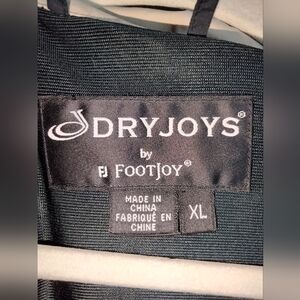 DRYJOYS®
by
FJ FOOTJOY®
MADE IN
CHINA
FABRIQUÉ EN
CHINE
XL